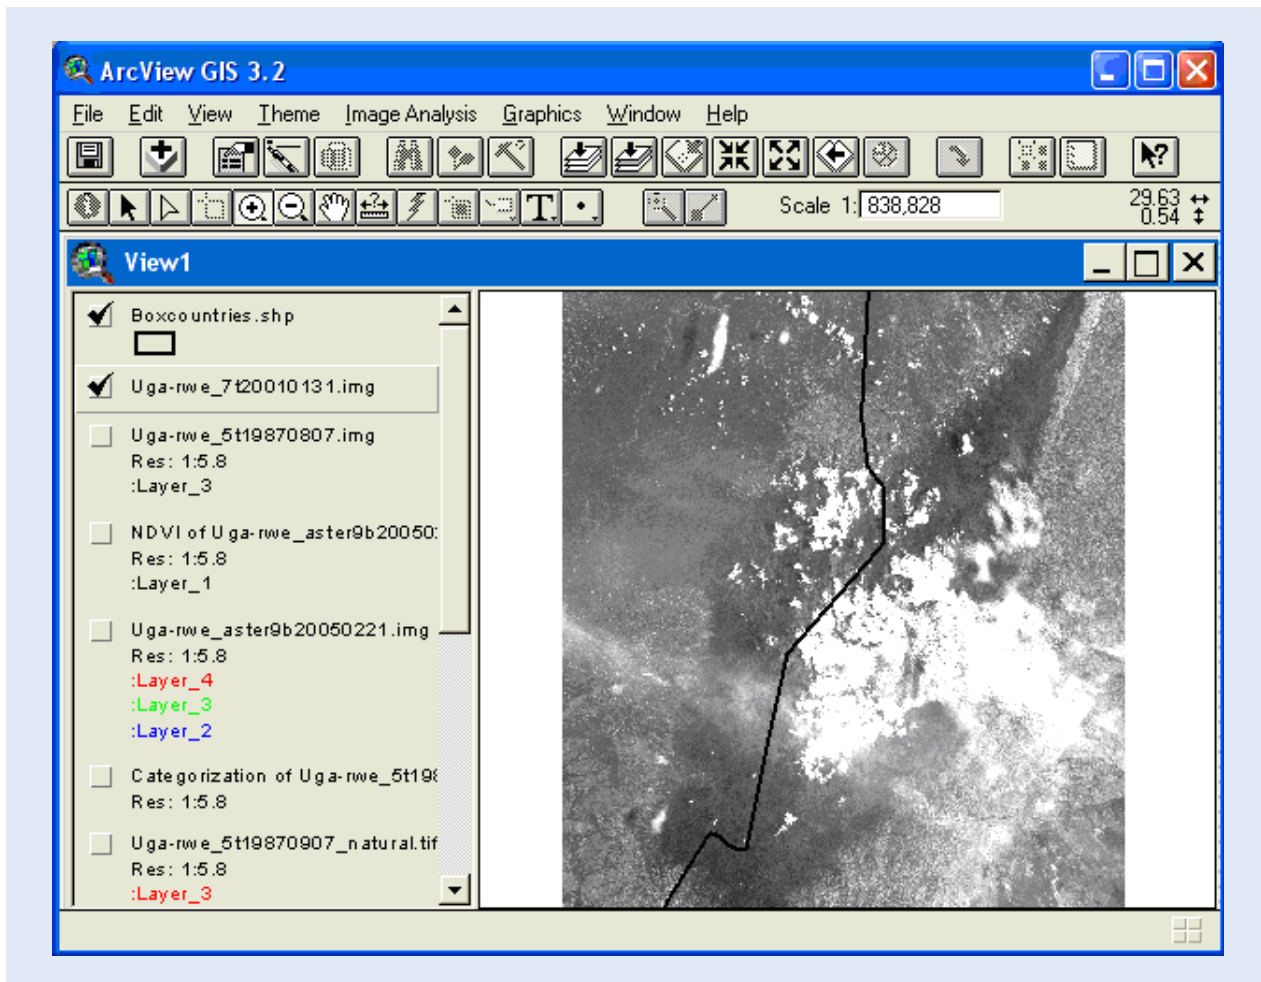 ArcView GIS 3.2
File Edit View Theme Image Analysis Graphics Window Help
Scale 1: 838,828
29.63
0.54
View1
Boxcountries.shp
Uga-rwe_7t20010131.img
Uga-rwe_5t19870807.img
Res: 1:5.8
:Layer_3
NDVI of Uga-rwe_aster9b20050
Res: 1:5.8
:Layer_1
Uga-rwe_aster9b20050221.img
Res: 1:5.8
:Layer_4
:Layer_3
:Layer_2
Categorization of Uga-rwe_5t198
Res: 1:5.8
Uga-rwe_5t19870907_natural.tif
Res: 1:5.8
:Layer_3